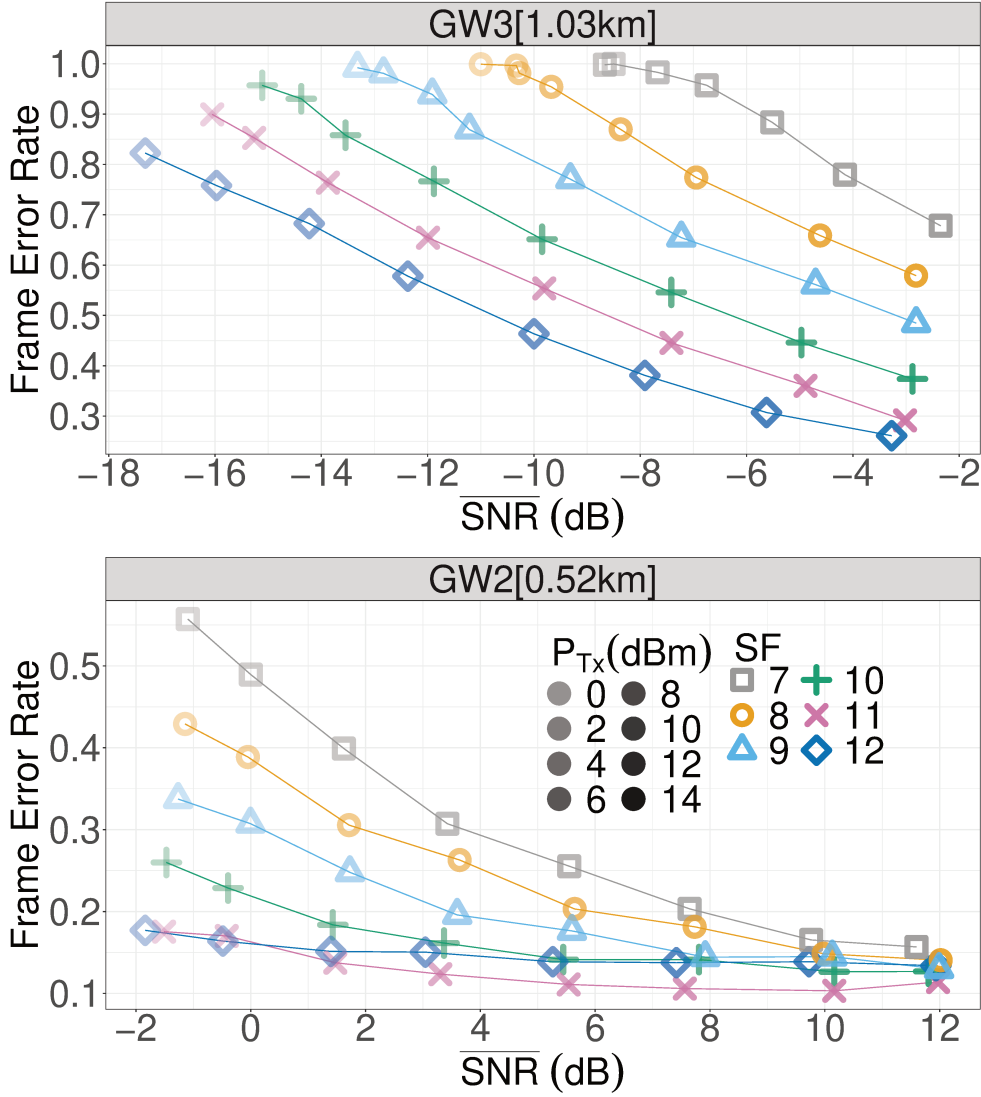 GW3[1.03km]
1.0
0.9
0.8
0.7
0.6
0.5
0.4
0.3
Frame Error Rate
−18 −16 −14 −12 −10 −8 −6 −4 −2
SNR (dB)
GW2[0.52km]
0.5
0.4
0.3
0.2
0.1
Frame Error Rate
PTx(dBm) SF
0 8 7 10
2 10 8 11
4 12 9 12
6 14
−2 0 2 4 6 8 10 12
SNR (dB)